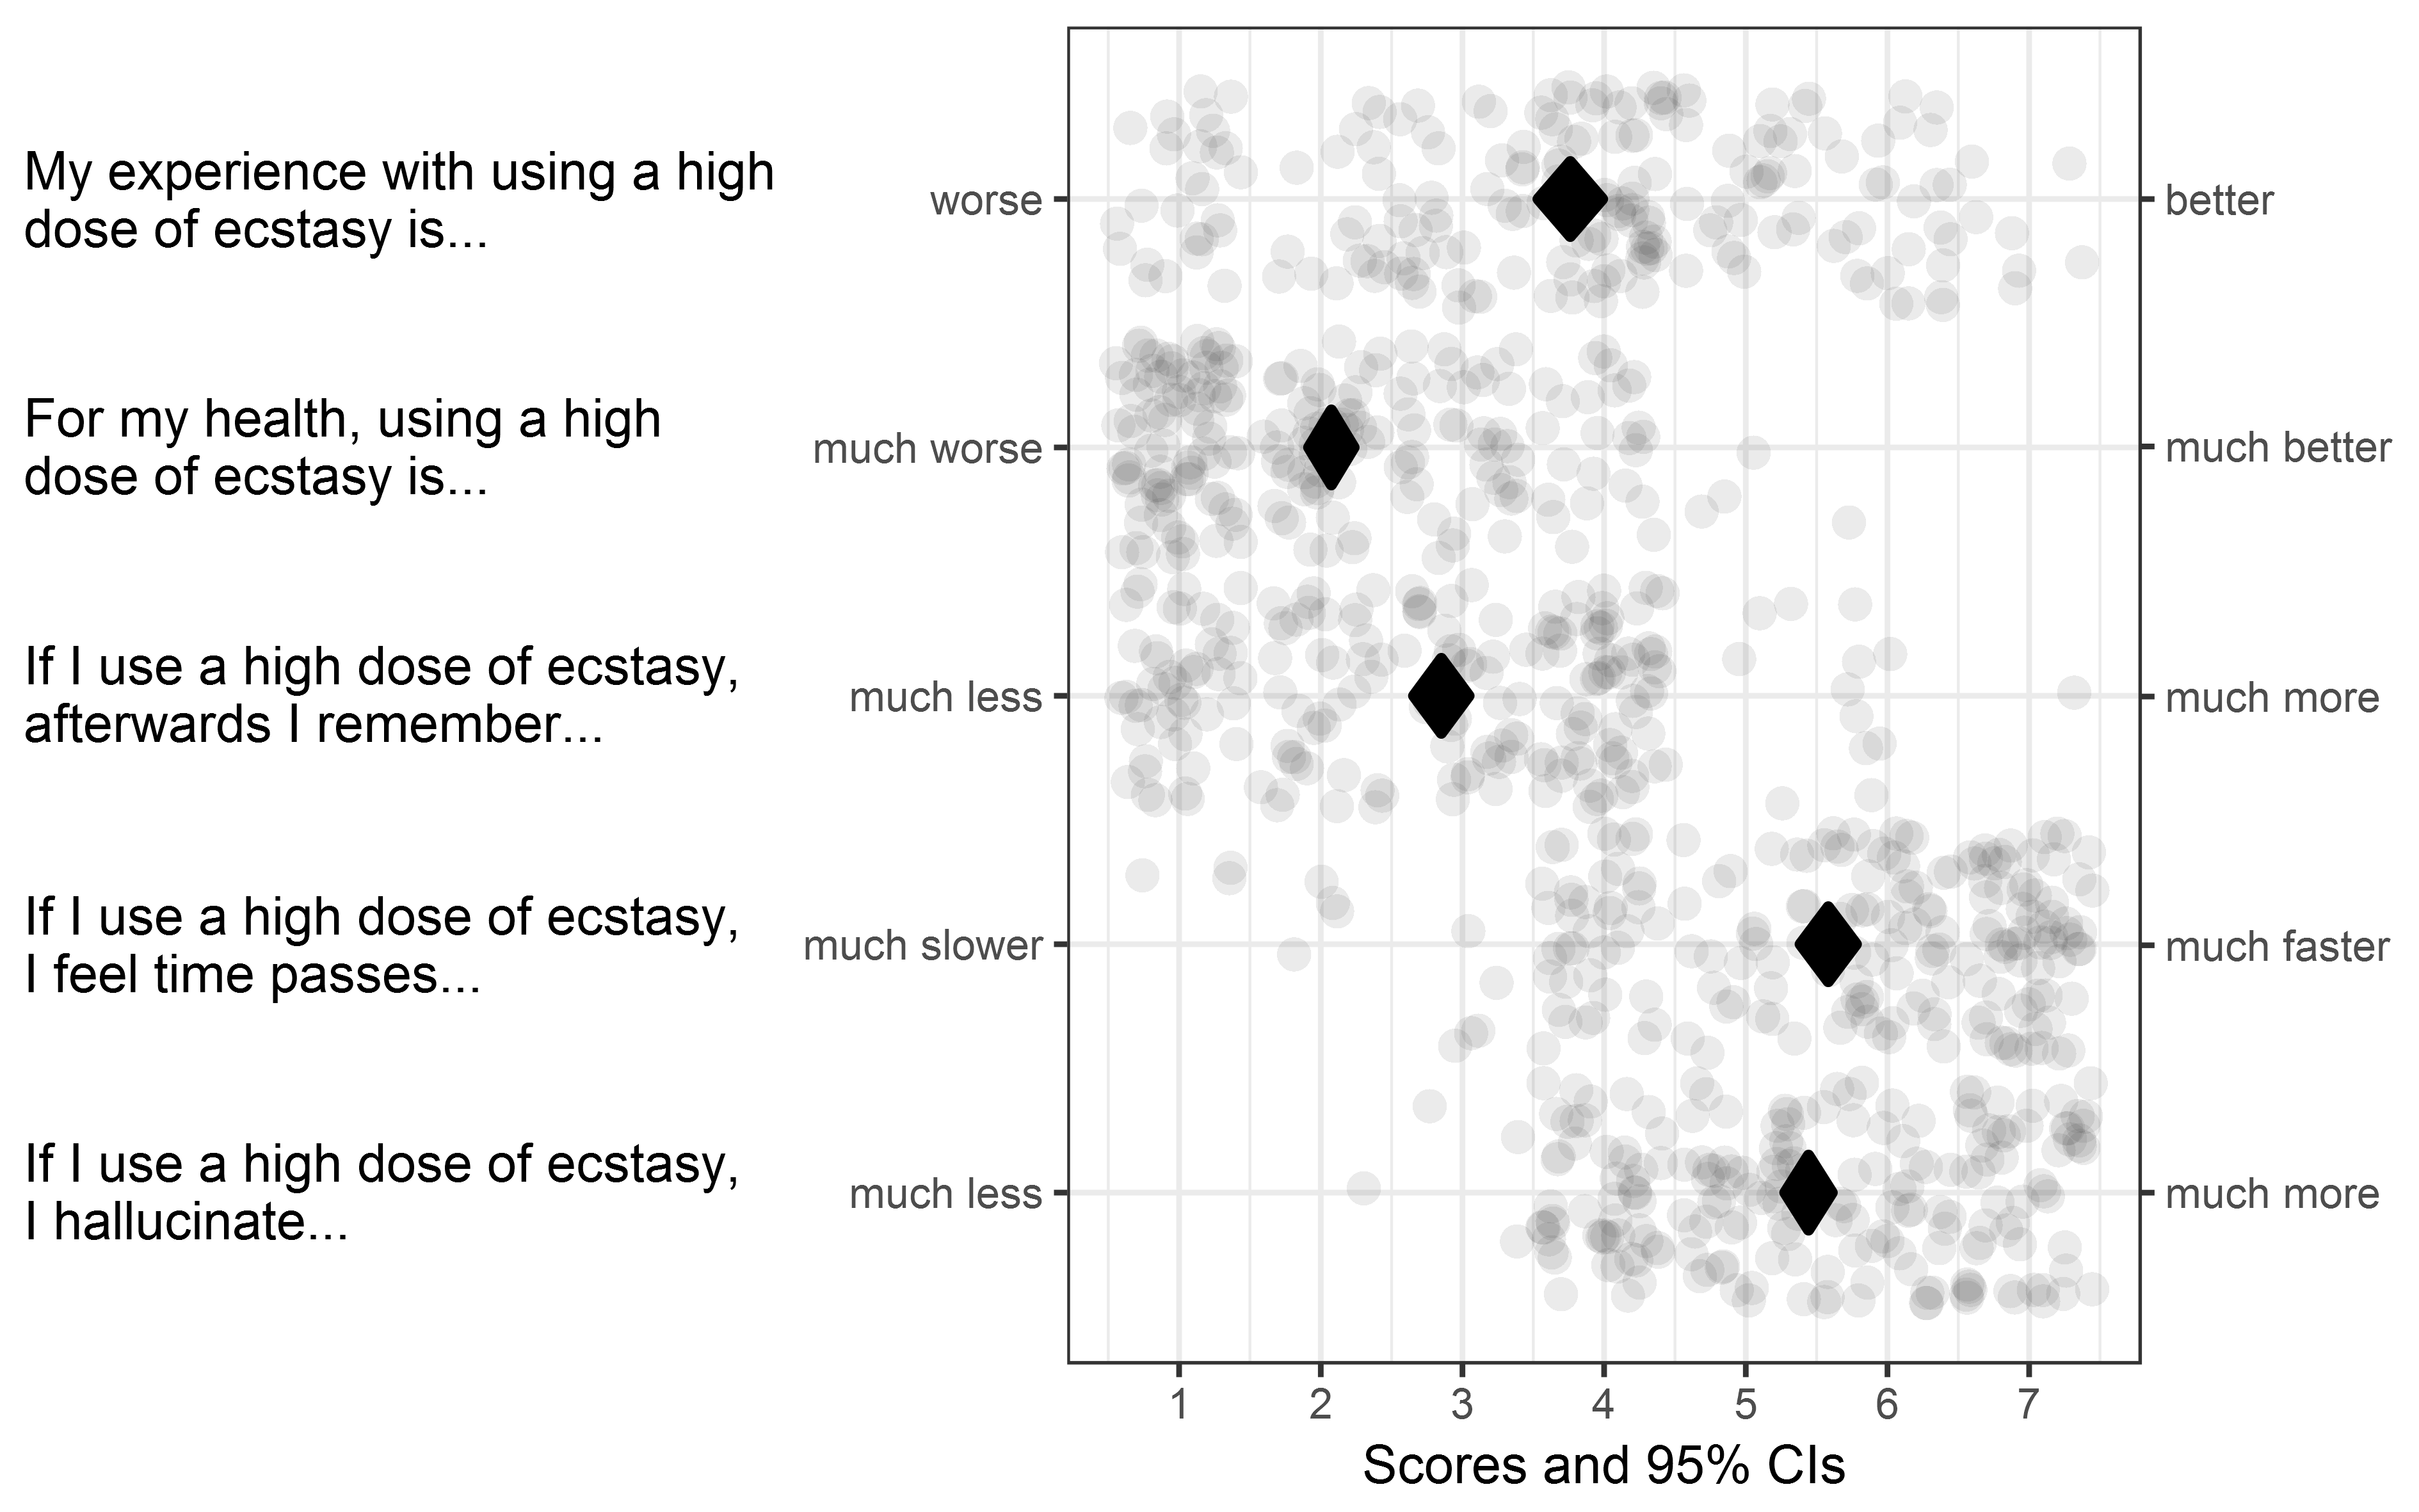 My experience with using a high
dose of ecstasy is...
worse
better
For my health, using a high
dose of ecstasy is...
much worse
much better
If I use a high dose of ecstasy,
afterwards I remember...
much less
much more
If I use a high dose of ecstasy,
I feel time passes...
much slower
much faster
If I use a high dose of ecstasy,
I hallucinate...
much less
much more
1 2 3 4 5 6 7
Scores and 95% CIs